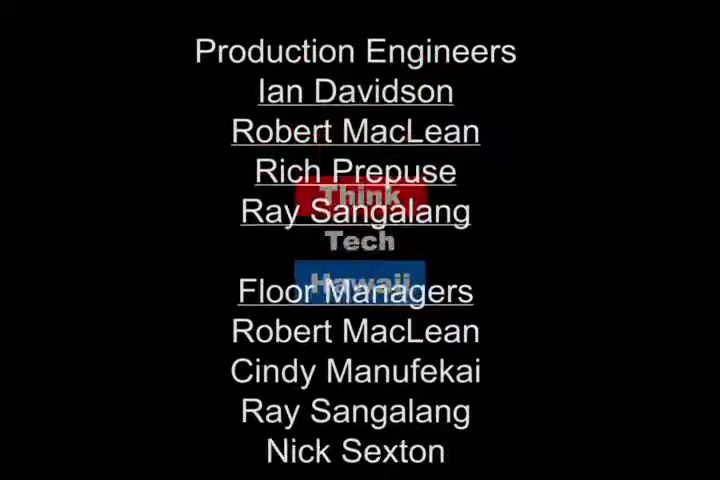 Production Engineers
Ian Davidson
Robert MacLean
Rich Prepuse
Think
Ray Sangalang
Tech
Hawaii
Floor Managers
Robert MacLean
Cindy Manufekai
Ray Sangalang
Nick Sexton